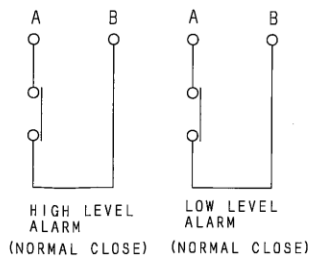 A B A B
HIGH LEVEL
ALARM
(NORMAL CLOSE)
LOW LEVEL
ALARM
(NORMAL CLOSE)